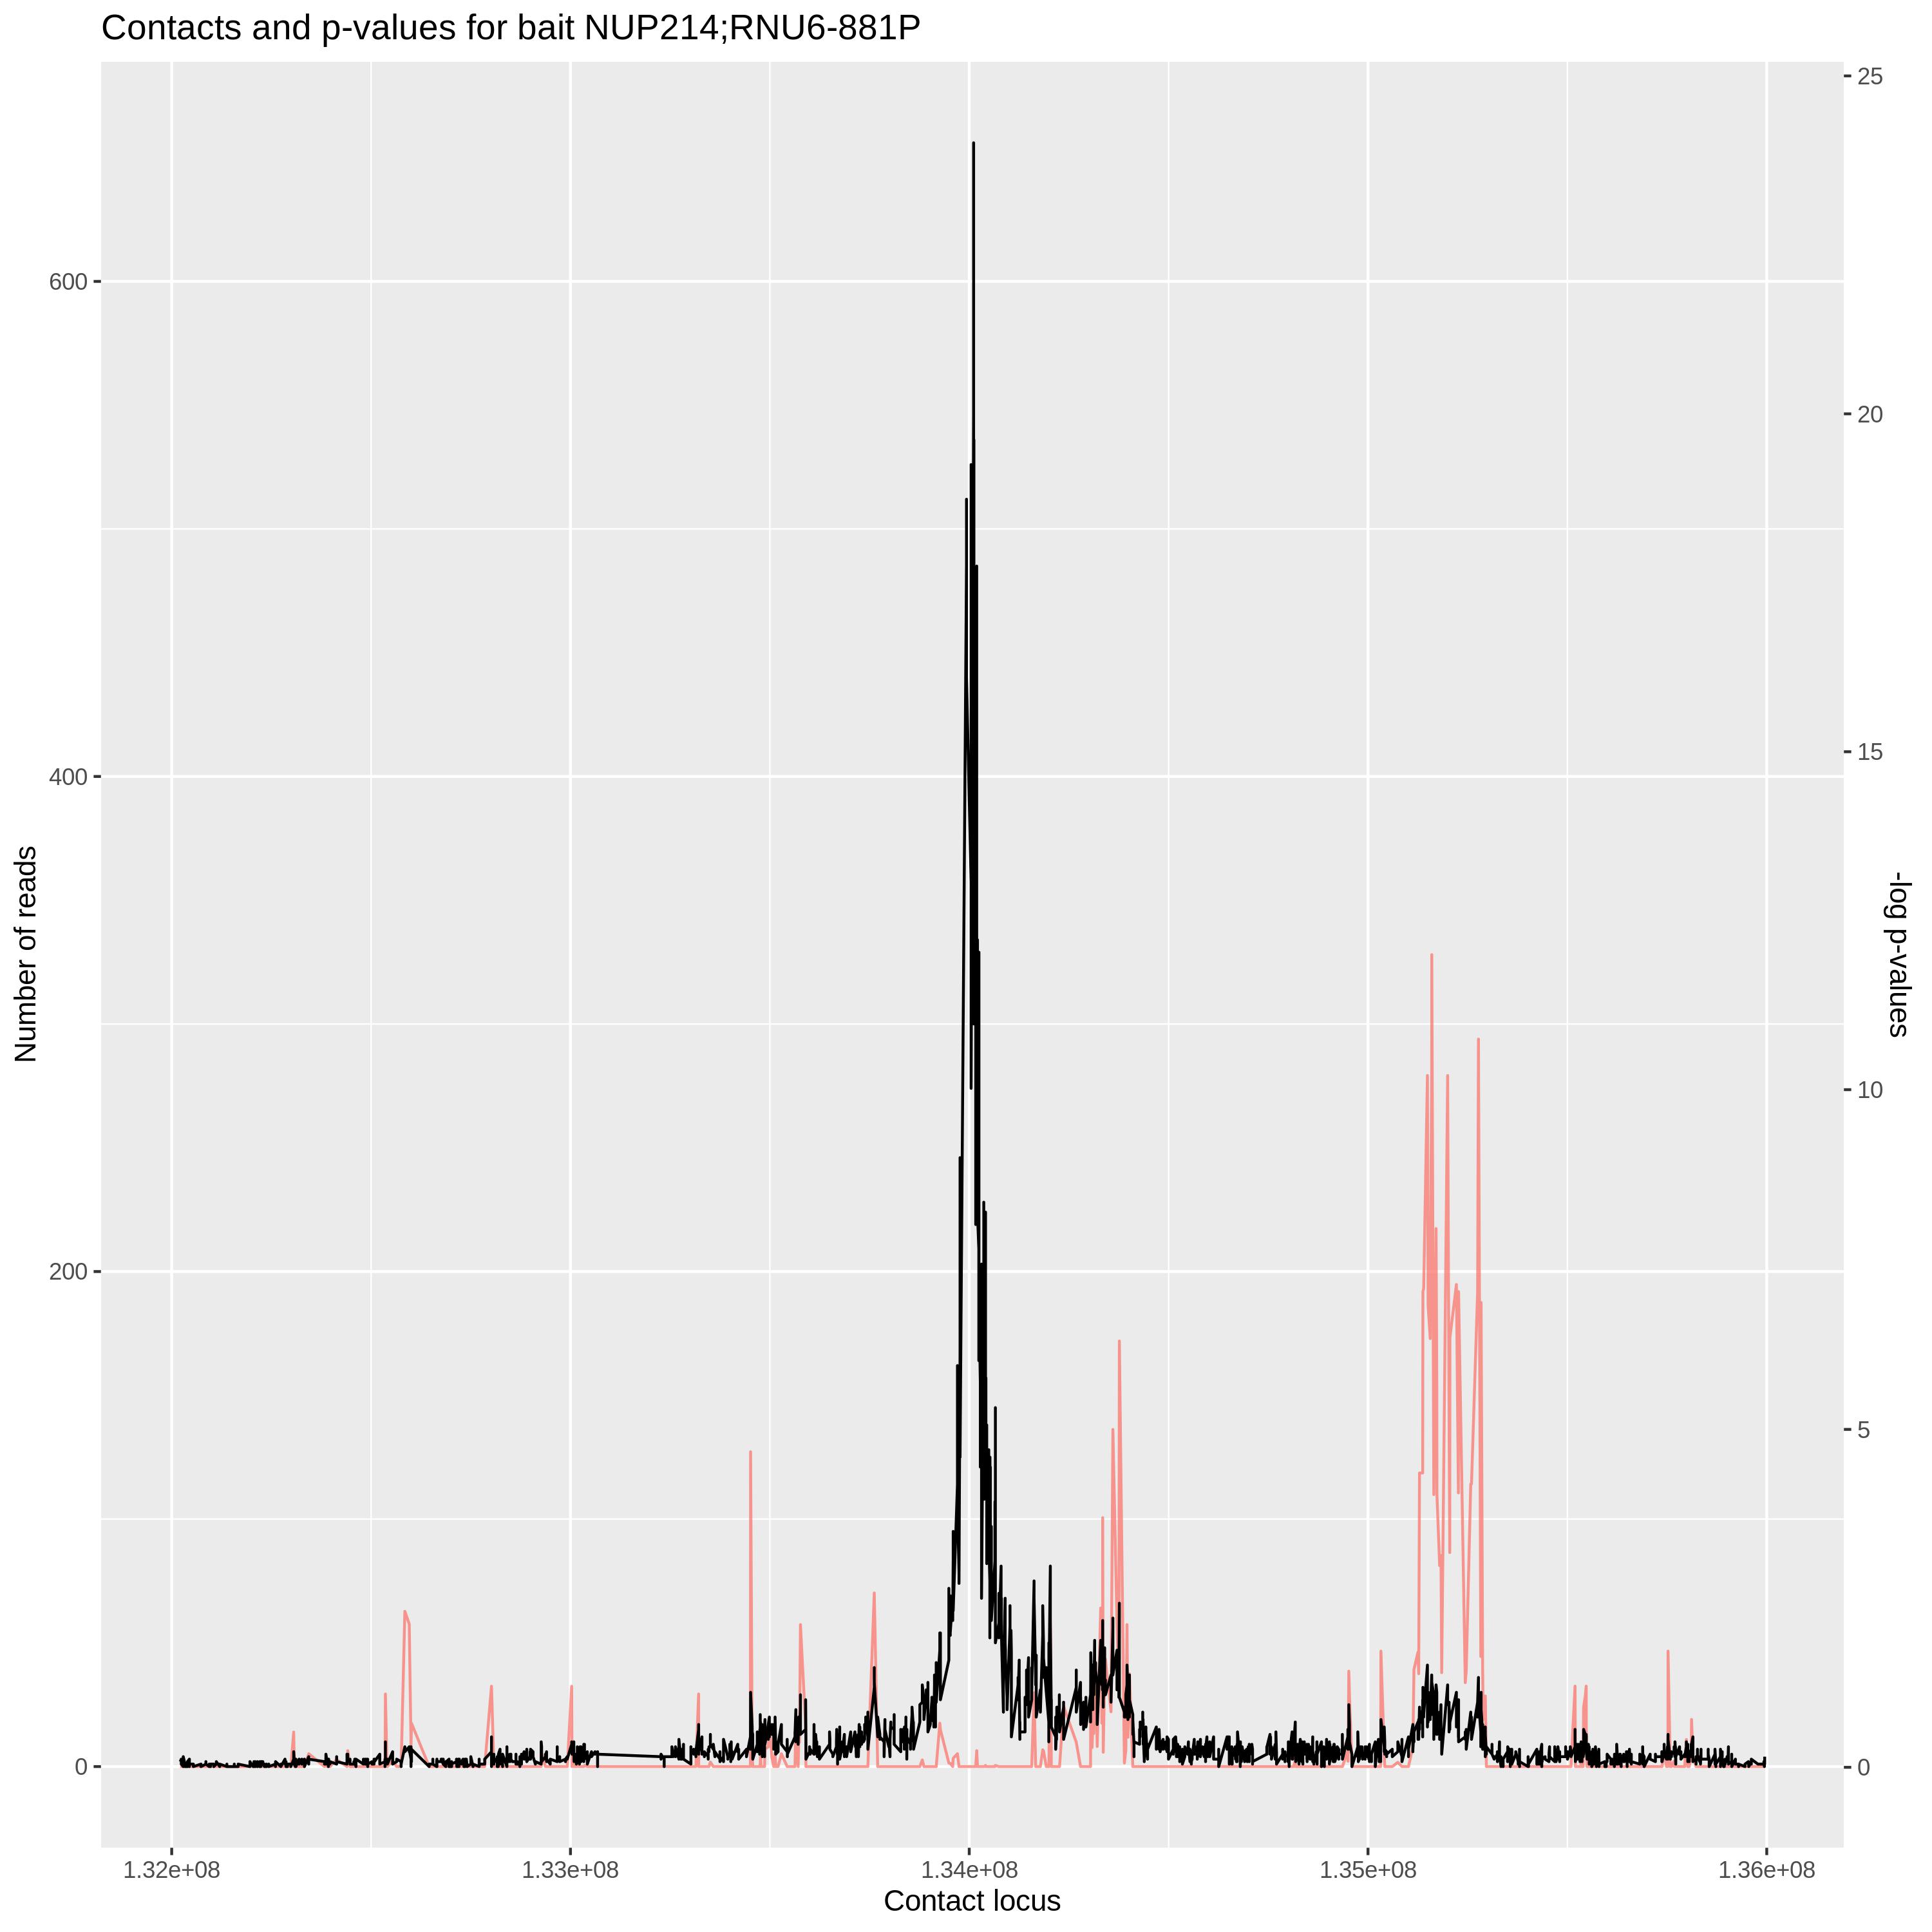 Contacts and p-values for bait NUP214;RNU6-881P
600
400
200
0
Number of reads
25
20
15
10
5
0
-log p-values
1.32e+08
1.33e+08
1.34e+08
1.35e+08
1.36e+08
Contact locus